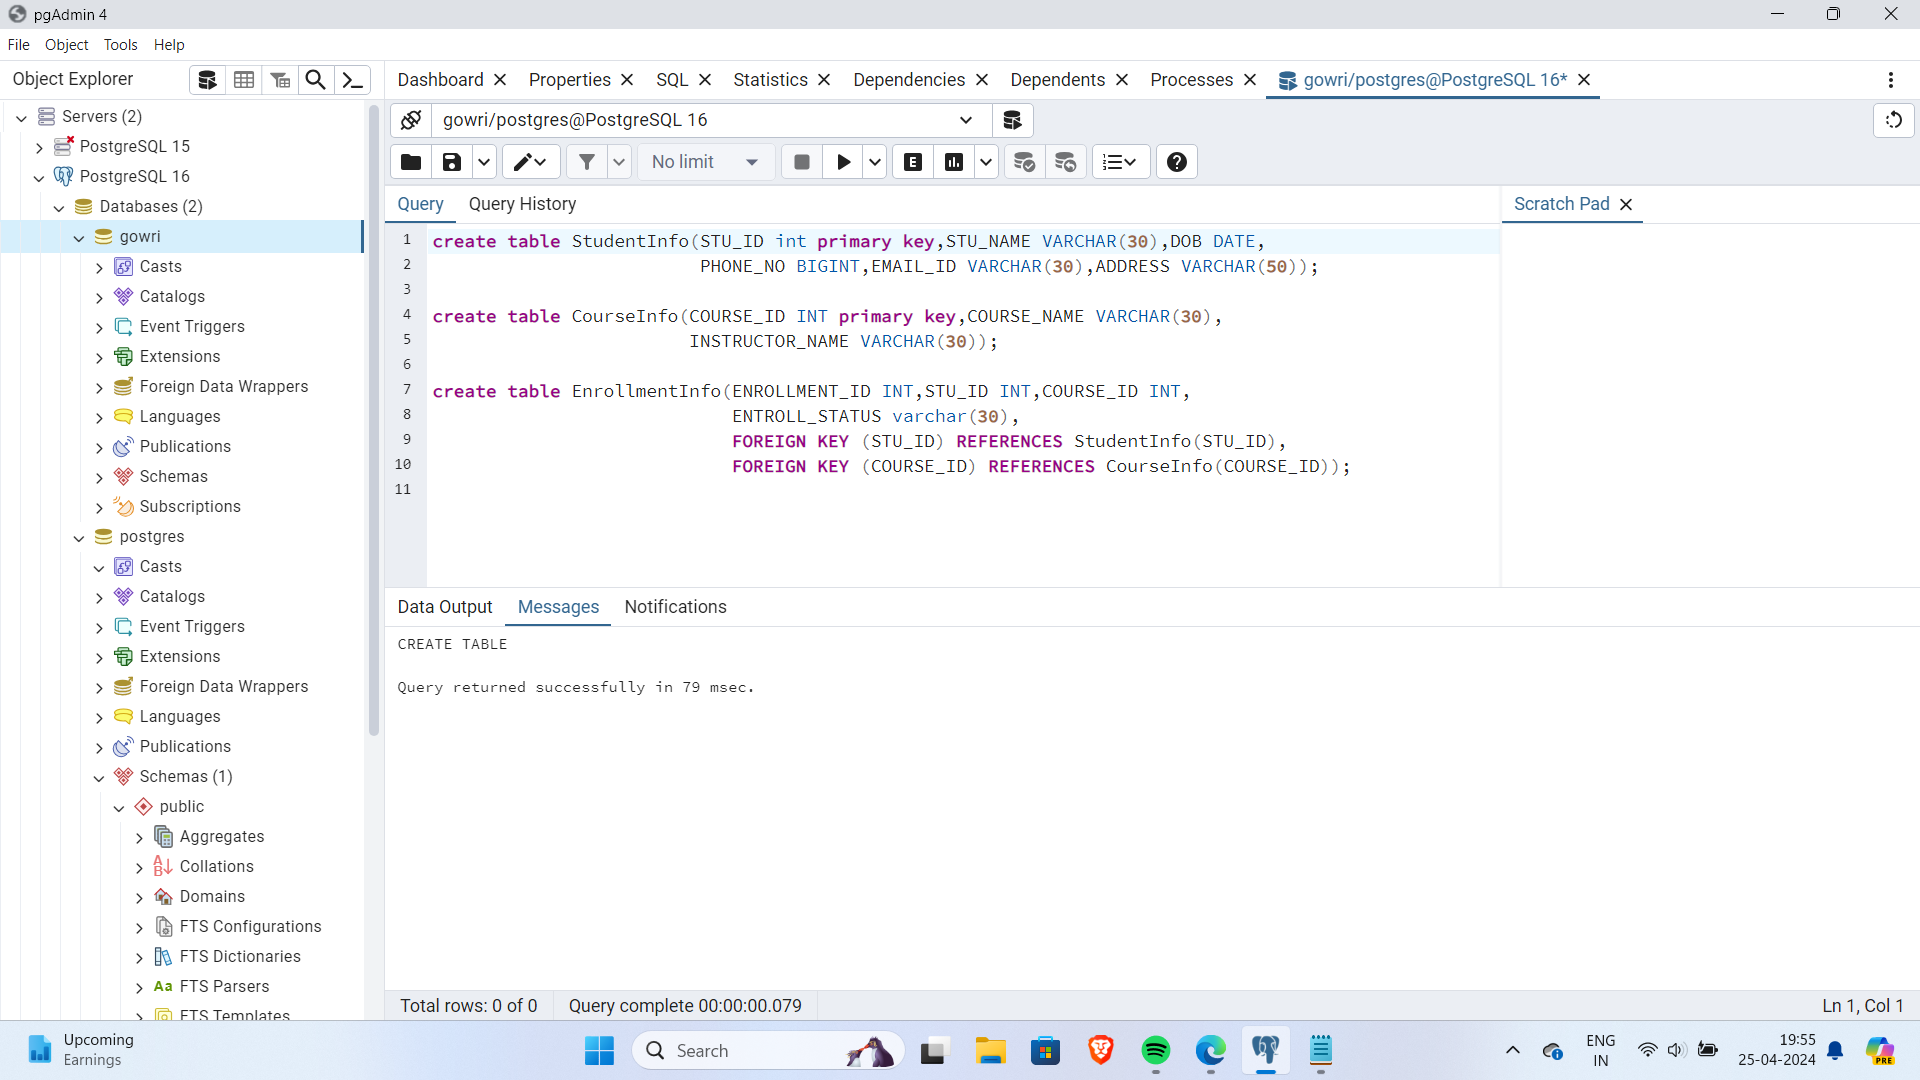 pgAdmin 4
File Object Tools Help
Object Explorer
Dashboard Properties SQL Statistics Dependencies Dependents Processes gowri/postgres@PostgreSQL 16*
Servers (2)
PostgreSQL 15
PostgreSQL 16
Databases (2)
gowri
Casts
Catalogs
Event Triggers
Extensions
Foreign Data Wrappers
Languages
Publications
Schemas
Subscriptions
postgres
Casts
Catalogs
Event Triggers
Extensions
Foreign Data Wrappers
Languages
Publications
Schemas (1)
public
Aggregates
Collations
Domains
FTS Configurations
FTS Dictionaries
Aa FTS Parsers
FTS Templates
gowri/postgres@PostgreSQL 16
No limit
E
Query Query History
Scratch Pad
1 create table StudentInfo(STU_ID int primary key,STU_NAME VARCHAR(30),DOB DATE,
2 PHONE_NO BIGINT,EMAIL_ID VARCHAR(30),ADDRESS VARCHAR(50));
3
4 create table CourseInfo(COURSE_ID INT primary key,COURSE_NAME VARCHAR(30),
5 INSTRUCTOR_NAME VARCHAR(30));
6
7 create table EnrollmentInfo(ENROLLMENT_ID INT,STU_ID INT,COURSE_ID INT,
8 ENTROLL_STATUS varchar(30),
9 FOREIGN KEY (STU_ID) REFERENCES StudentInfo(STU_ID),
10 FOREIGN KEY (COURSE_ID) REFERENCES CourseInfo(COURSE_ID));
11
Data Output Messages Notifications
CREATE TABLE
Query returned successfully in 79 msec.
Total rows: 0 of 0 Query complete 00:00:00.079 Ln 1, Col 1
Upcoming
Earnings
Search
ENG
IN
19:55
25-04-2024
PRE